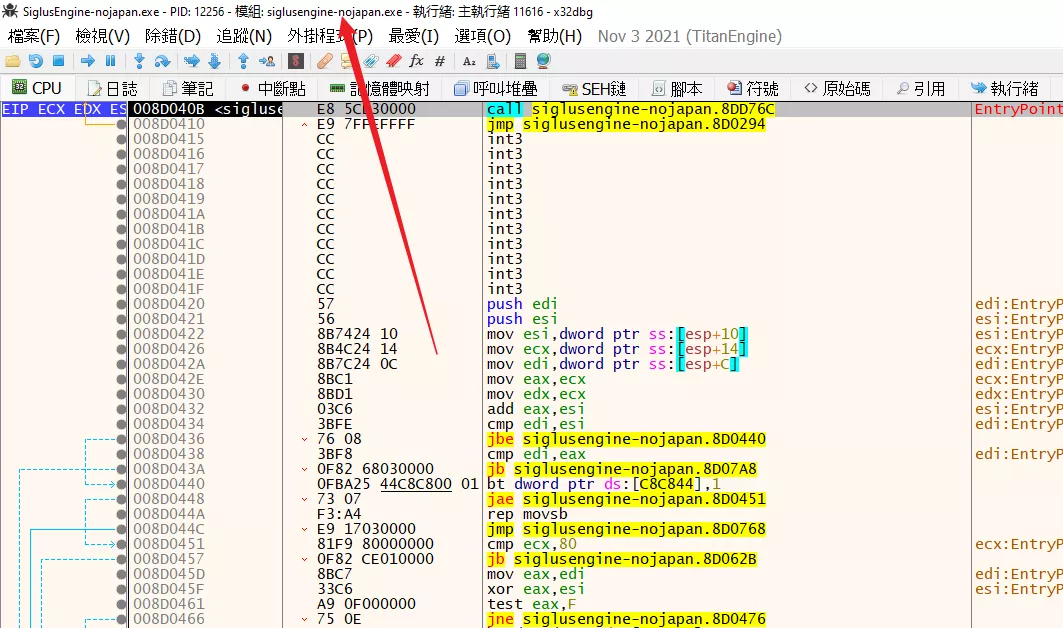 SiglusEngine-nojapan.exe - PID: 12256 - 模組: siglusengine-nojapan.exe - 執行緒: 主執行緒 11616 - x32dbg
檔案(F) 檢視(V) 除錯(D) 追蹤(N) 外掛程式(P) 最愛(I) 選項(O) 幫助(H) Nov 3 2021 (TitanEngine)
CPU 日誌 筆記 中斷點 記憶體映射 呼叫堆疊 SEH鏈 腳本 符號 原始碼 引用 執行緒
EIP ECX EDX ES 008D040B <sigluse E8 5C 30000 call siglusengine-nojapan.8DD76C EntryPoint
008D0410 E9 7FFEFFFF jmp siglusengine-nojapan.8D0294
008D0415 CC int3
008D0416 CC int3
008D0417 CC int3
008D0418 CC int3
008D0419 CC int3
008D041A CC int3
008D041B CC int3
008D041C CC int3
008D041D CC int3
008D041E CC int3
008D041F CC int3
008D0420 57 push edi edi:EntryP
008D0421 56 push esi esi:EntryP
008D0422 8B7424 10 mov esi,dword ptr ss:[esp+10] esi:EntryP
008D0426 8B4C24 14 mov ecx,dword ptr ss:[esp+14] ecx:EntryP
008D042A 8B7C24 0C mov edi,dword ptr ss:[esp+C] edi:EntryP
008D042E 8BC1 mov eax,ecx ecx:EntryP
008D0430 8BD1 mov edx,ecx edx:EntryP
008D0432 03C6 add eax,esi esi:EntryP
008D0434 3BFE cmp edi,esi edi:EntryP
008D0436 76 08 jbe siglusengine-nojapan.8D0440
008D0438 3BF8 cmp edi,eax edi:EntryP
008D043A 0F82 68030000 jb siglusengine-nojapan.8D07A8
008D0440 0FBA25 44C8C800 01 bt dword ptr ds:[C8C844],1
008D0448 73 07 jae siglusengine-nojapan.8D0451
008D044A F3:A4 rep movsb
008D044C E9 17030000 jmp siglusengine-nojapan.8D0768
008D0451 81F9 80000000 cmp ecx,80 ecx:EntryP
008D0457 0F82 CE010000 jb siglusengine-nojapan.8D062B
008D045D 8BC7 mov eax,edi edi:EntryP
008D045F 33C6 xor eax,esi esi:EntryP
008D0461 A9 0F000000 test eax,F
008D0466 75 0E jne siglusengine-nojapan.8D0476